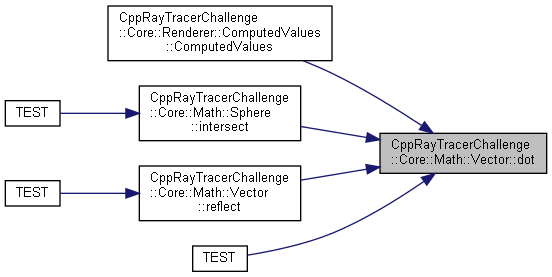 CppRayTracerChallenge
::Core::Renderer::ComputedValues
::ComputedValues
TEST
CppRayTracerChallenge
::Core::Math::Sphere
::intersect
CppRayTracerChallenge
::Core::Math::Vector::dot
TEST
CppRayTracerChallenge
::Core::Math::Vector
::reflect
TEST